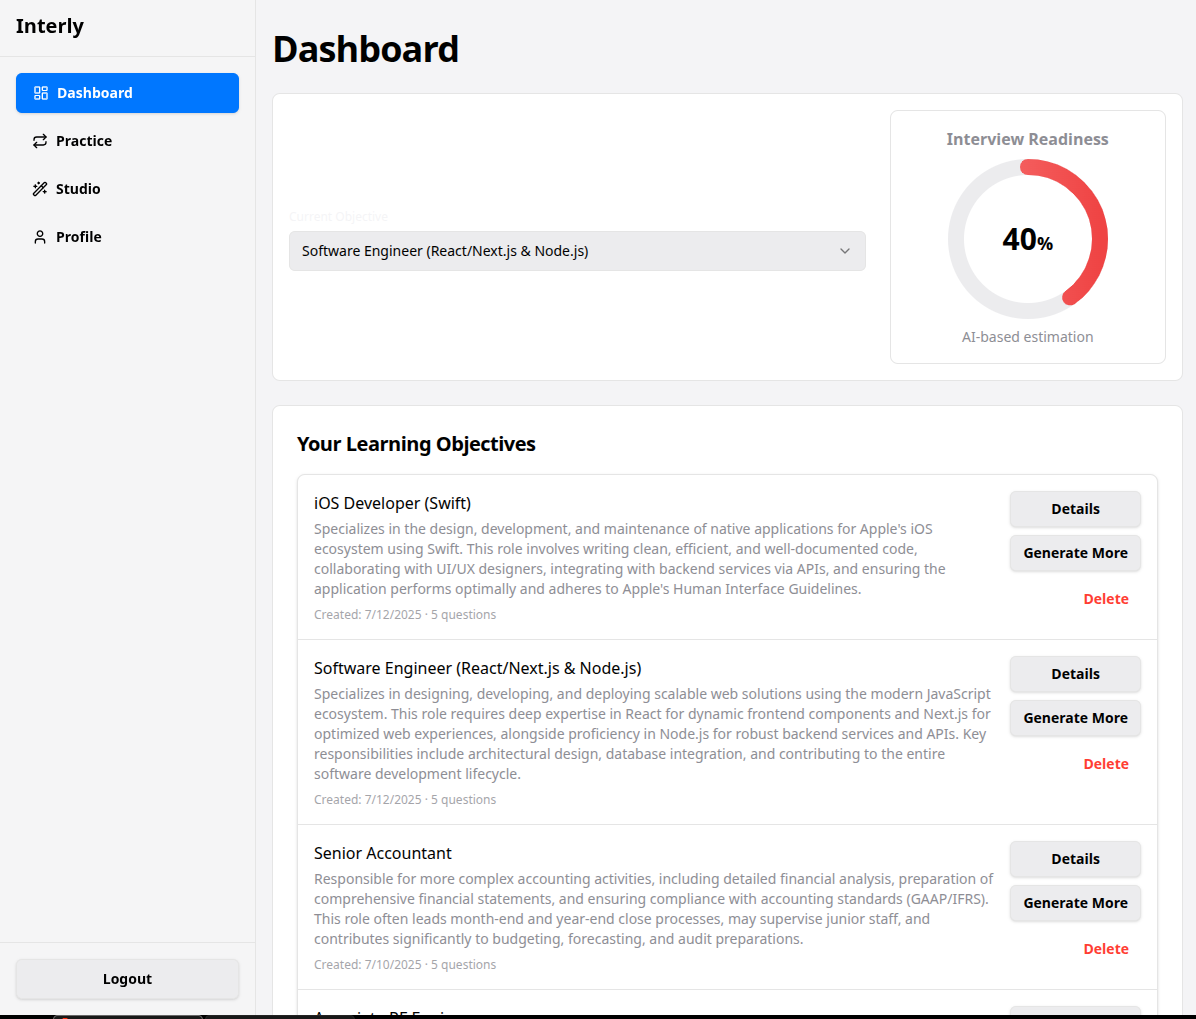 Interly
Dashboard
Practice
Studio
Profile
Logout
Dashboard
Current Objective
Software Engineer (React/Next.js & Node.js)
Interview Readiness
40%
AI-based estimation
Your Learning Objectives
iOS Developer (Swift)
Specializes in the design, development, and maintenance of native applications for Apple's iOS
ecosystem using Swift. This role involves writing clean, efficient, and well-documented code,
collaborating with UI/UX designers, integrating with backend services via APIs, and ensuring the
application performs optimally and adheres to Apple's Human Interface Guidelines.
Created: 7/12/2025 · 5 questions
Details
Generate More
Delete
Software Engineer (React/Next.js & Node.js)
Specializes in designing, developing, and deploying scalable web solutions using the modern JavaScript
ecosystem. This role requires deep expertise in React for dynamic frontend components and Next.js for
optimized web experiences, alongside proficiency in Node.js for robust backend services and APIs. Key
responsibilities include architectural design, database integration, and contributing to the entire
software development lifecycle.
Created: 7/12/2025 · 5 questions
Details
Generate More
Delete
Senior Accountant
Responsible for more complex accounting activities, including detailed financial analysis, preparation of
comprehensive financial statements, and ensuring compliance with accounting standards (GAAP/IFRS).
This role often leads month-end and year-end close processes, may supervise junior staff, and
contributes significantly to budgeting, forecasting, and audit preparations.
Created: 7/10/2025 · 5 questions
Details
Generate More
Delete